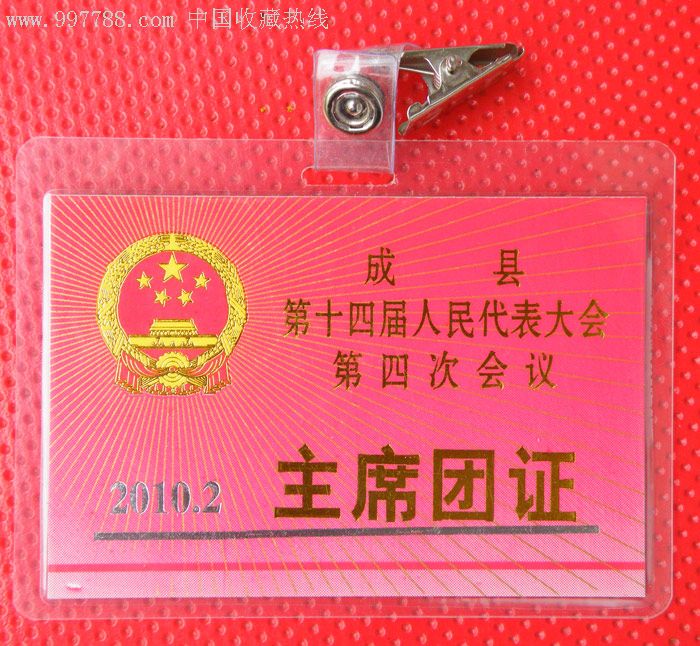 www.997788.com 中国收藏热线
成 县
第十四届人民代表大会
第四次会议
2010.2 主席团证